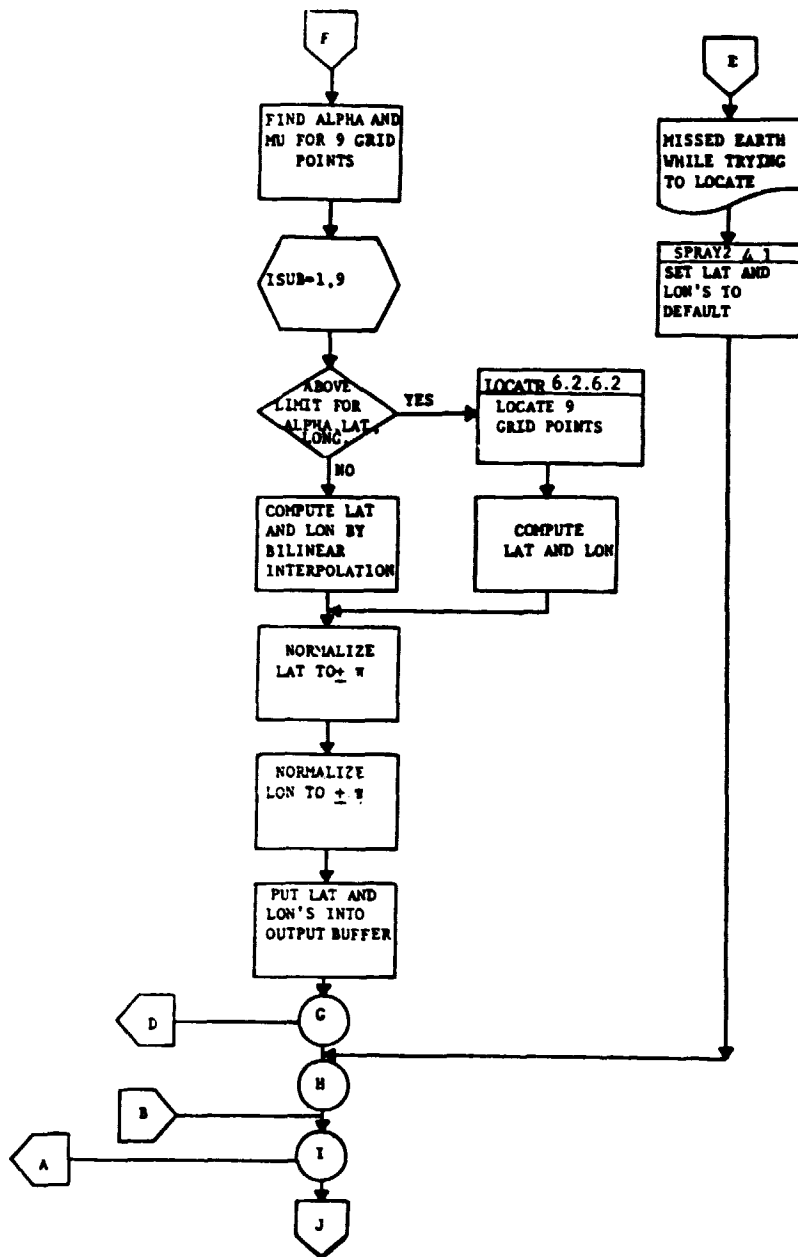 F
FIND ALPHA AND
MU FOR 9 GRID
POINTS
ISUB=1,9
ABOVE
LIMIT FOR
ALPHA, LAT,
LONG.
YES
NO
LOCATR 6.2.6.2
LOCATE 9
GRID POINTS
COMPUTE LAT
AND LON BY
BILINEAR
INTERPOLATION
COMPUTE
LAT AND LON
NORMALIZE
LAT TO ± π
NORMALIZE
LON TO ± π
PUT LAT AND
LON'S INTO
OUTPUT BUFFER
G
D
H
B
I
A
J
E
MISSED EARTH
WHILE TRYING
TO LOCATE
SPRAY2 4 1
SET LAT AND
LON'S TO
DEFAULT